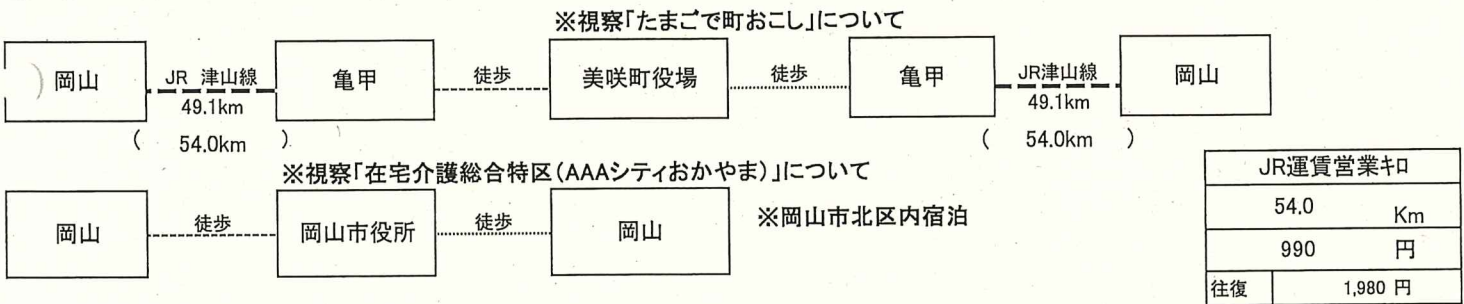 ※視察「たまごで町おこし」について
岡山 JR 津山線 亀甲 徒歩 美咲町役場 徒歩 亀甲 JR津山線 岡山
49.1km 49.1km
( 54.0km ) ( 54.0km )
※視察「在宅介護総合特区(AAAシティおかやま)」について
岡山 徒歩 岡山市役所 徒歩 岡山 ※岡山市北区内宿泊
JR運賃営業キロ
54.0 Km
990 円
往復 1,980 円